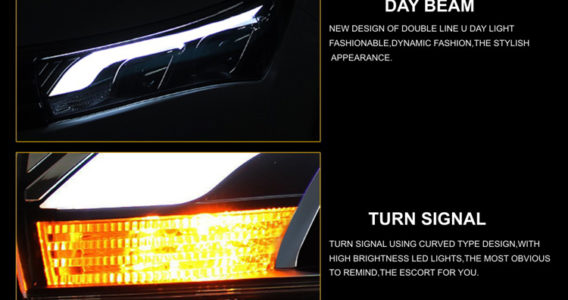 DAY BEAM
NEW DESIGN OF DOUBLE LINE U DAY LIGHT
FASHIONABLE,DYNAMIC FASHION,THE STYLISH
APPEARANCE.
TURN SIGNAL
TURN SIGNAL USING CURVED TYPE DESIGN,WITH
HIGH BRIGHTNESS LED LIGHTS,THE MOST OBVIOUS
TO REMIND,THE ESCORT FOR YOU.